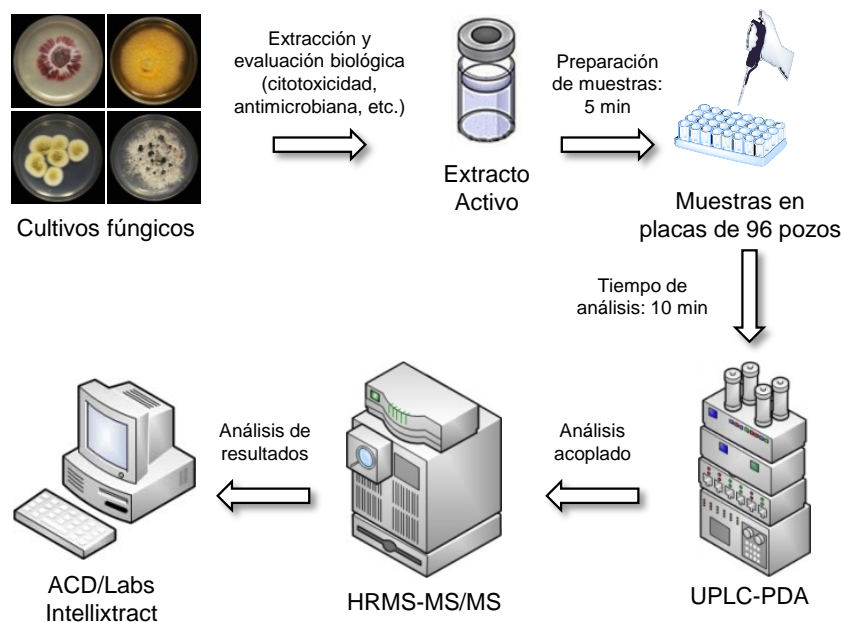 Extracción y
evaluación biológica
(citotoxicidad,
antimicrobiana, etc.)
Preparación
de muestras:
5 min
Cultivos fúngicos
Extracto
Activo
Muestras en
placas de 96 pozos
Tiempo de
análisis: 10 min
Análisis de
resultados
Análisis
acoplado
ACD/Labs
Intellixtract
HRMS-MS/MS
UPLC-PDA